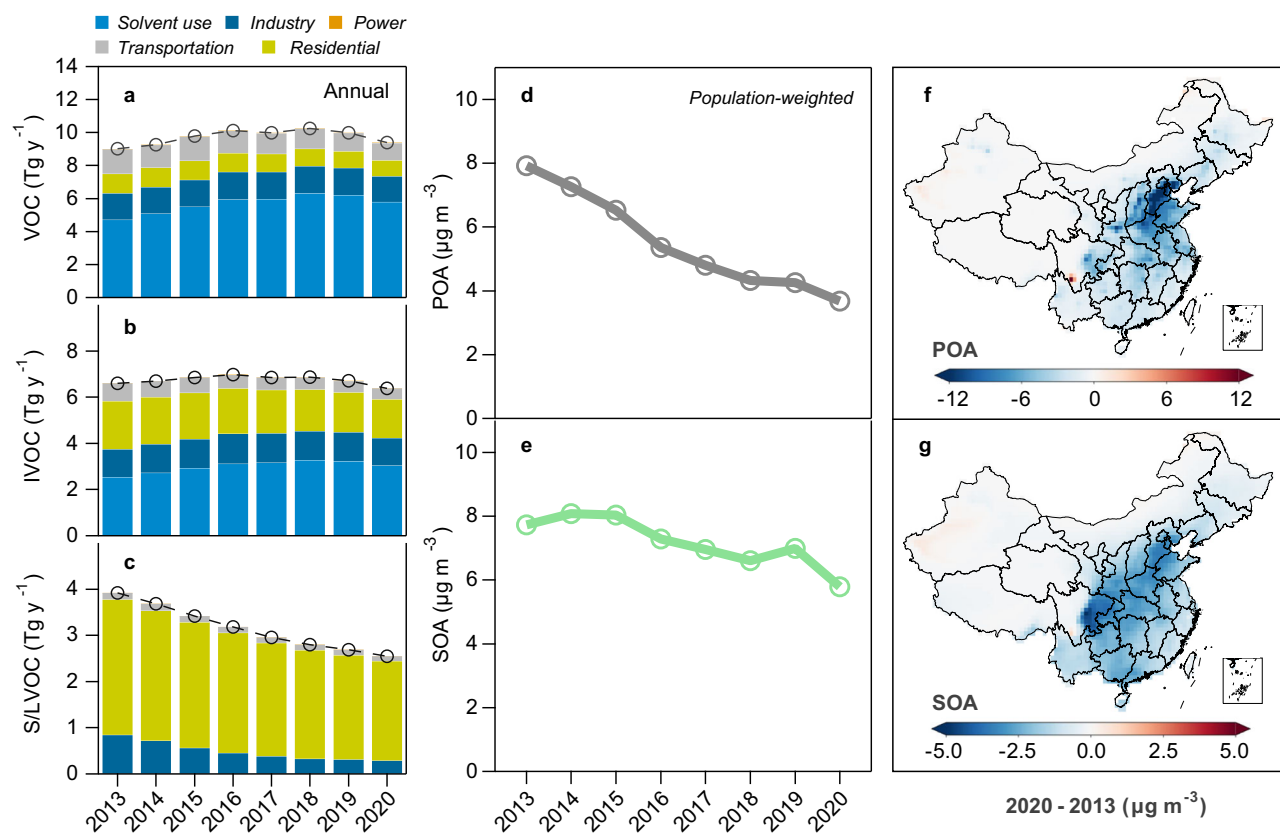 Solvent use Industry Power
Transportation Residential
14
12
10
8
6
4
2
0
VOC (Tg y⁻¹)
a
Annual
8
6
4
2
0
IVOC (Tg y⁻¹)
b
4
3
2
1
0
S/LVOC (Tg y⁻¹)
c
2013 2014 2015 2016 2017 2018 2019 2020
10
8
6
4
2
0
POA (µg m⁻³)
d
Population-weighted
10
8
6
4
2
0
SOA (µg m⁻³)
e
2013 2014 2015 2016 2017 2018 2019 2020
f
POA
-12 -6 0 6 12
g
SOA
-5.0 -2.5 0.0 2.5 5.0
2020 - 2013 (µg m⁻³)